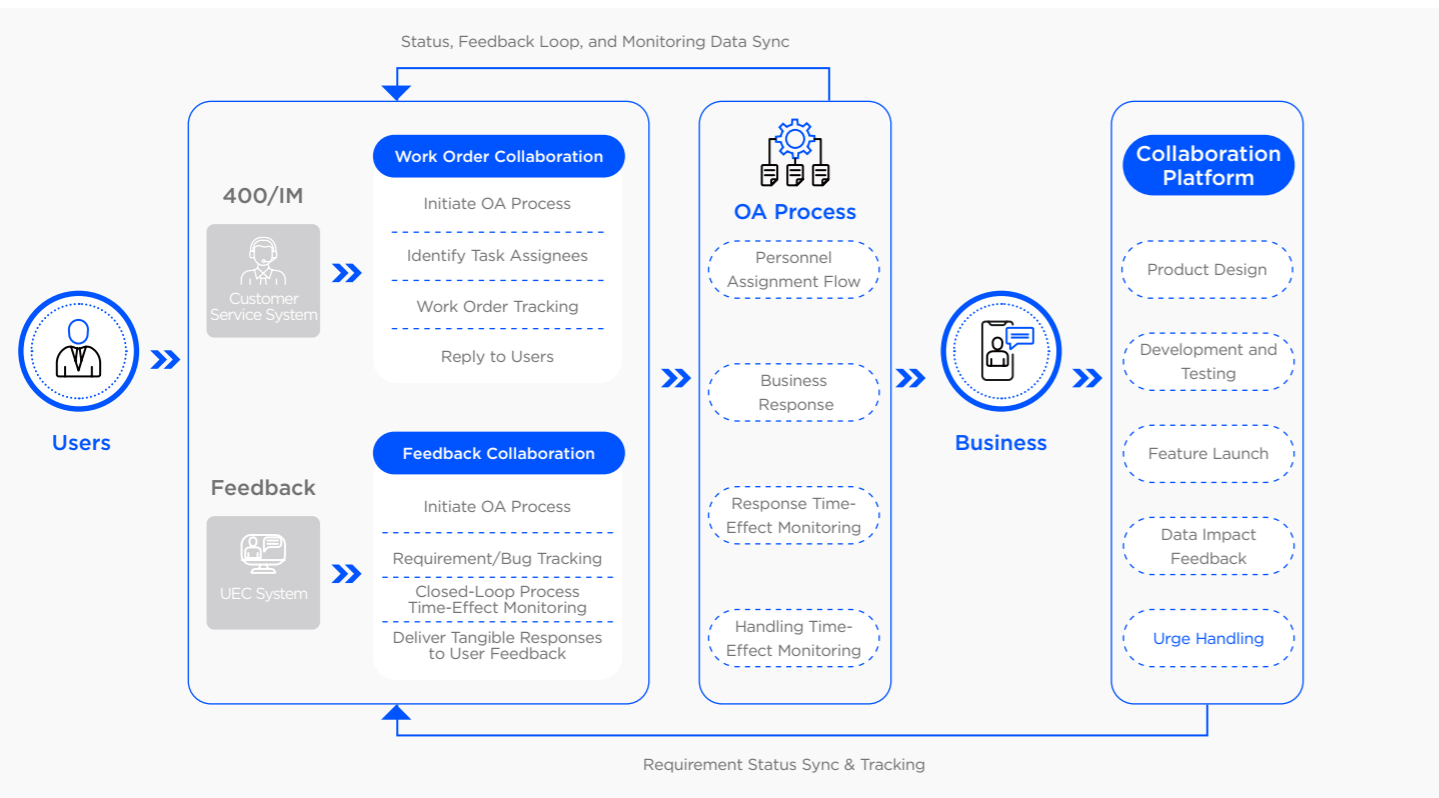 Status, Feedback Loop, and Monitoring Data Sync
Users
400/IM
Customer
Service System
Work Order Collaboration
Initiate OA Process
Identify Task Assignees
Work Order Tracking
Reply to Users
Feedback
UEC System
Feedback Collaboration
Initiate OA Process
Requirement/Bug Tracking
Closed-Loop Process
Time-Effect Monitoring
Deliver Tangible Responses
to User Feedback
OA Process
Personnel
Assignment Flow
Business
Response
Response Time-
Effect Monitoring
Handling Time-
Effect Monitoring
Business
Collaboration
Platform
Product Design
Development and
Testing
Feature Launch
Data Impact
Feedback
Urge Handling
Requirement Status Sync & Tracking